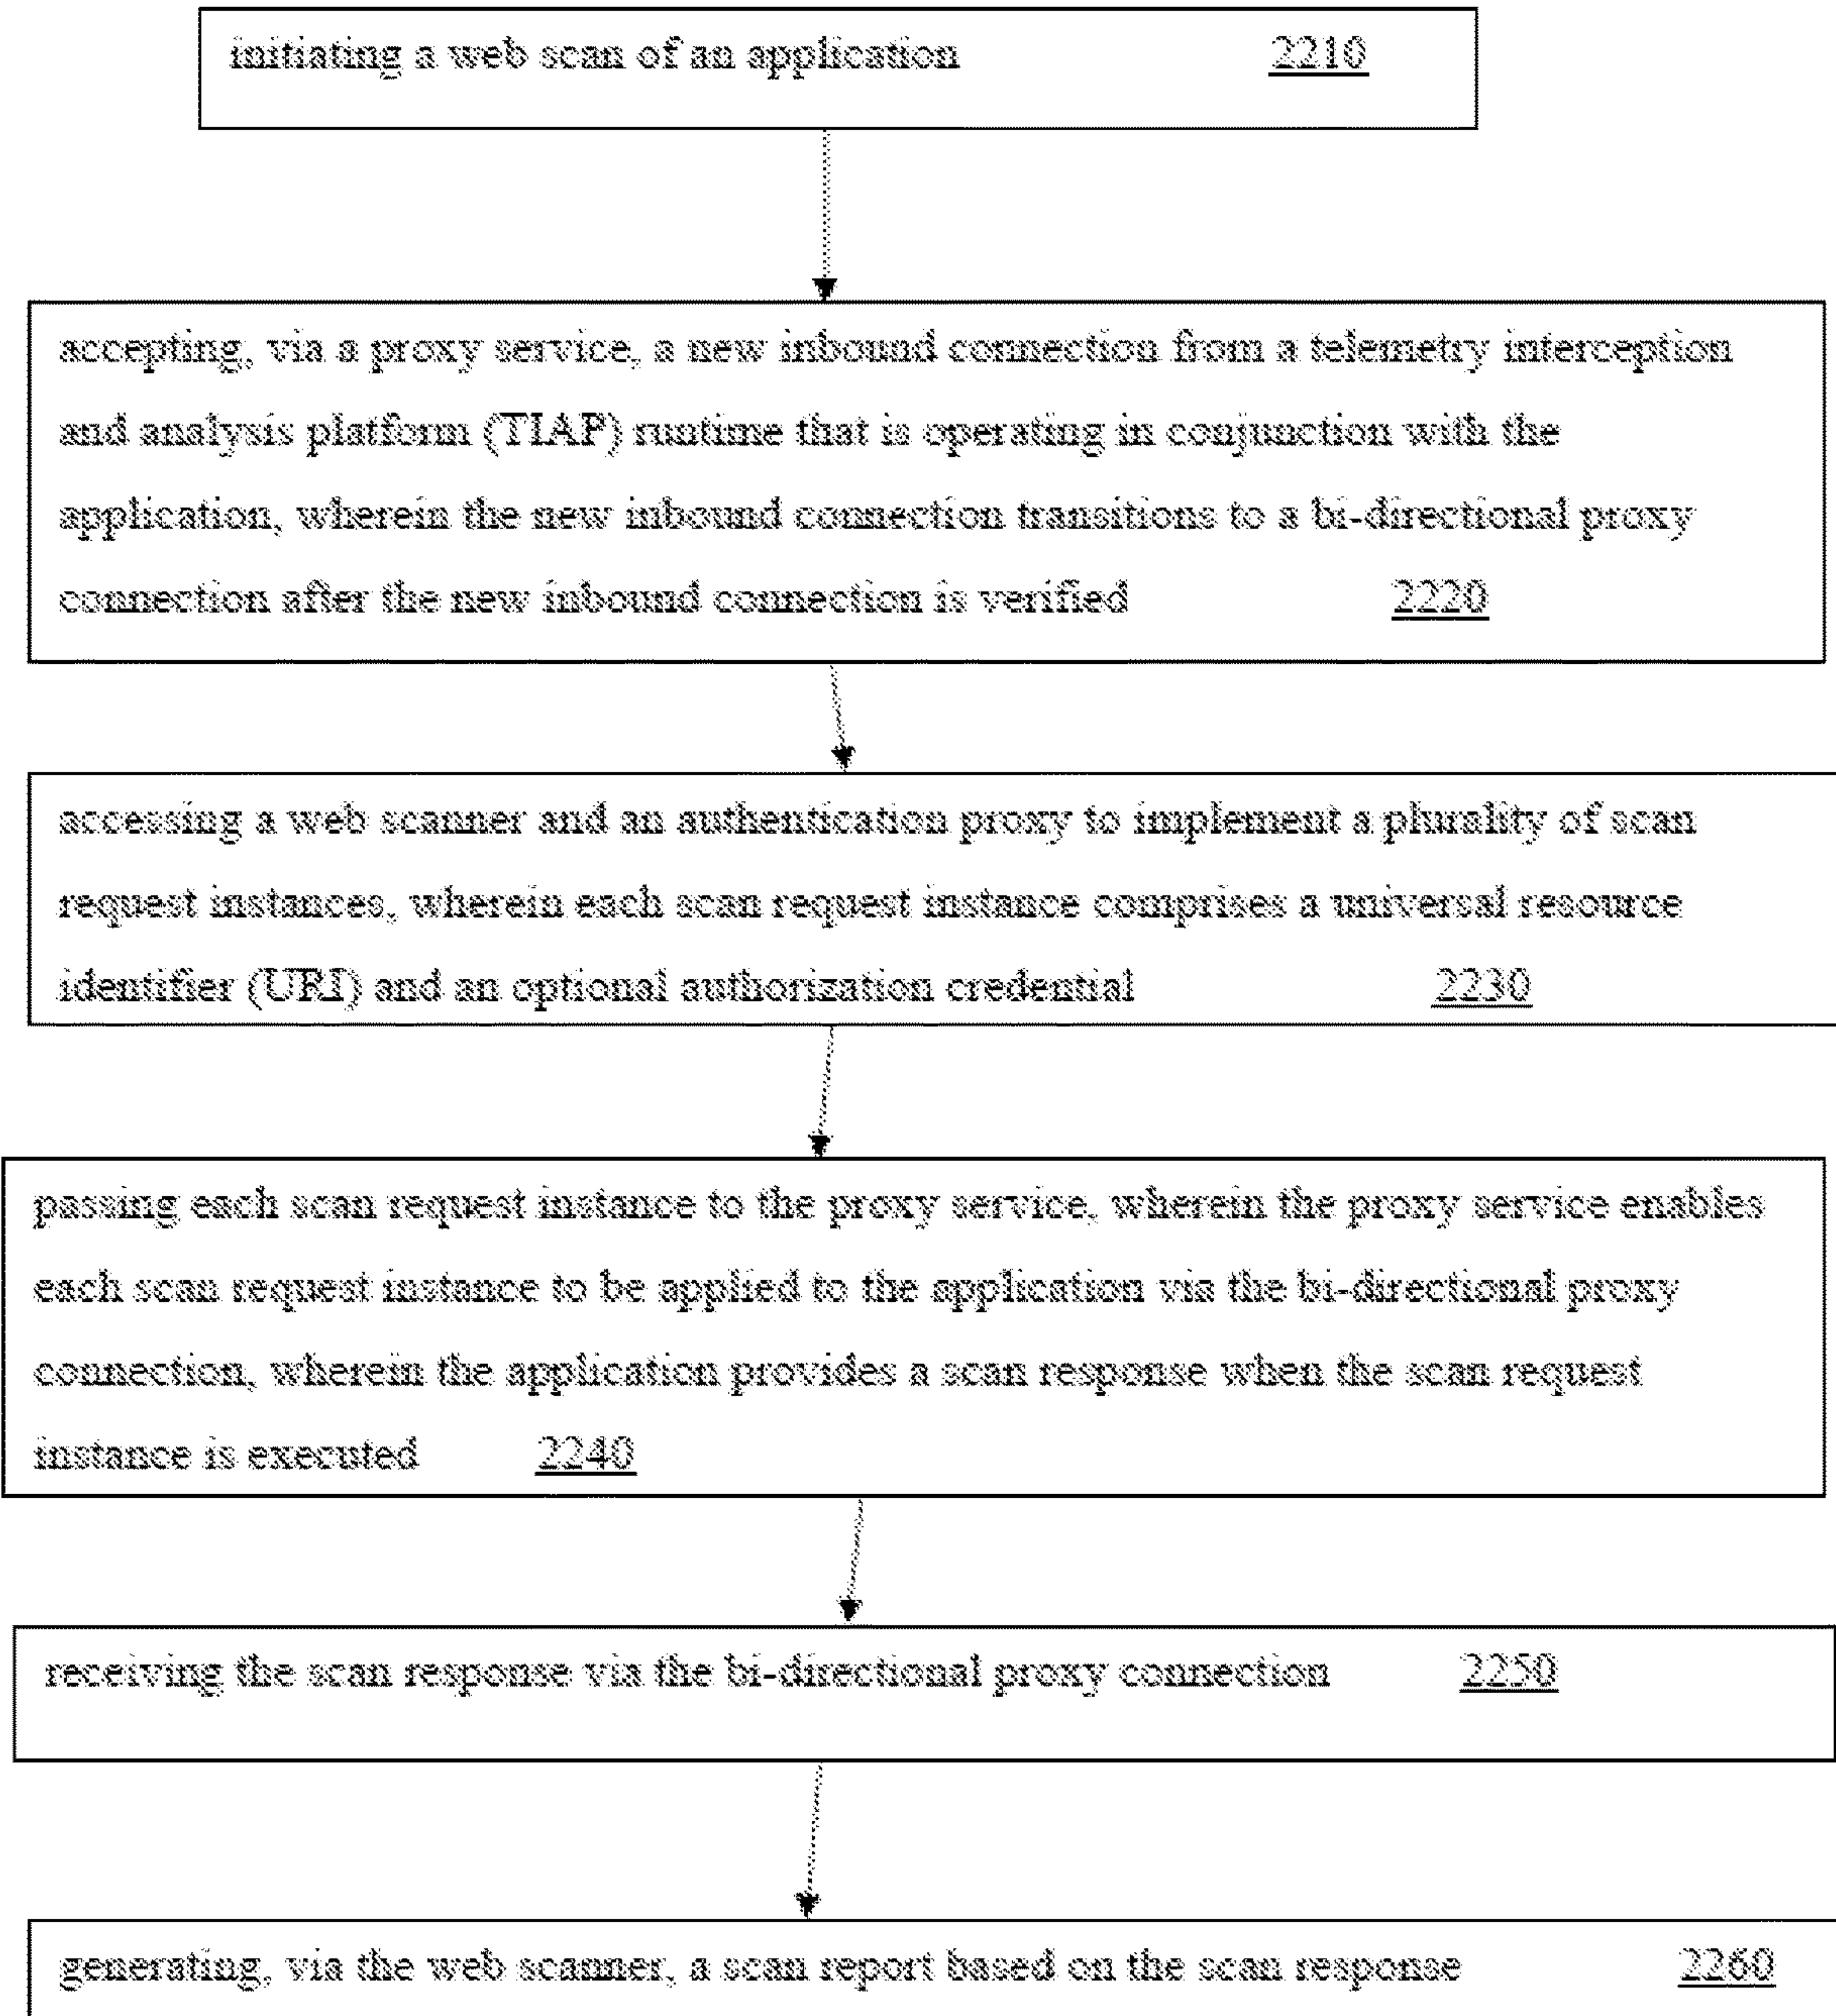 initiating a web scan of an application 2210
accepting, via a proxy service, a new inbound connection from a telemetry interception
and analysis platform (TIAP) runtime that is operating in conjunction with the
application, wherein the new inbound connection transitions to a bi-directional proxy
connection after the new inbound connection is verified 2220
accessing a web scanner and an authentication proxy to implement a plurality of scan
request instances, wherein each scan request instance comprises a universal resource
identifier (URI) and an optional authorization credential 2230
passing each scan request instance to the proxy service, wherein the proxy service enables
each scan request instance to be applied to the application via the bi-directional proxy
connection, wherein the application provides a scan response when the scan request
instance is executed 2240
receiving the scan response via the bi-directional proxy connection 2250
generating, via the web scanner, a scan report based on the scan response 2260